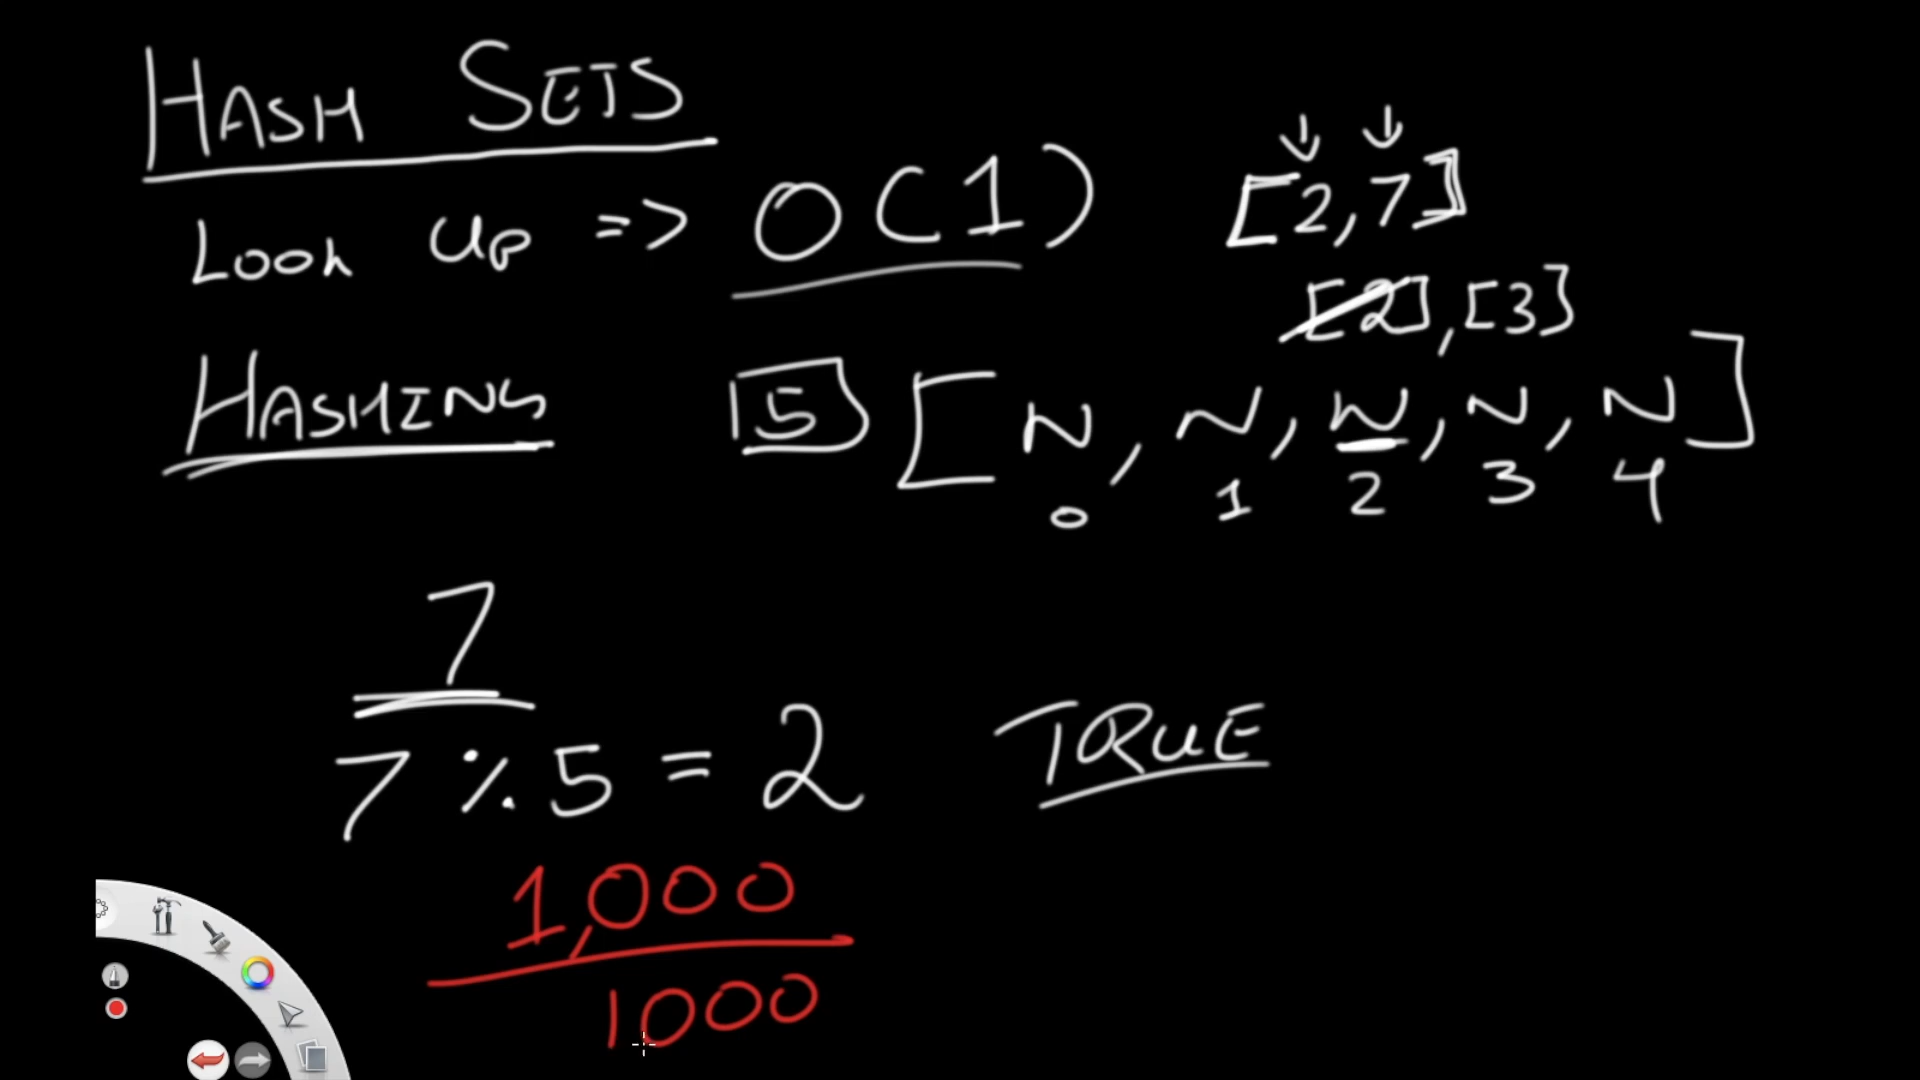 HASH SETS
LOOK UP => O(1)
[2,7]
[2],[3]
HASHING
5 [N, N, N, N, N]
0 1 2 3 4
7
7 % 5 = 2
TRUE
1,000
1000